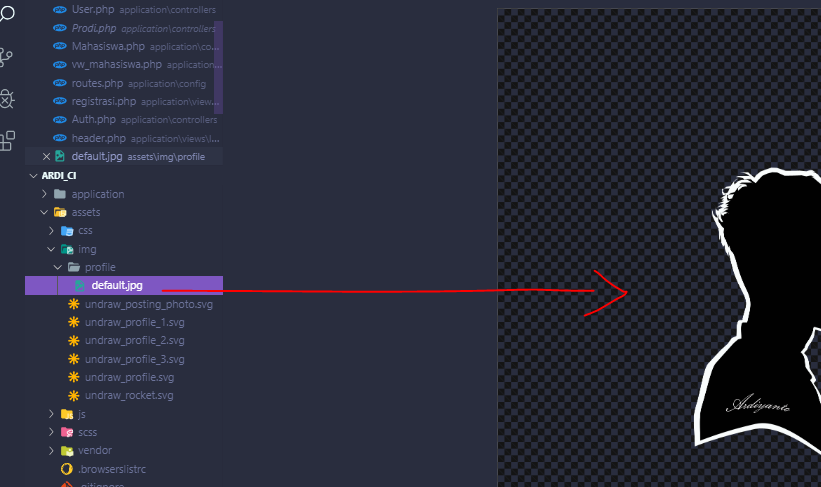 User.php application\controllers
Prodi.php application\controllers
Mahasiswa.php application\co...
vw_mahasiswa.php application...
routes.php application\config
registrasi.php application\view...
Auth.php application\controllers
header.php application\views\l...
default.jpg assets\img\profile
ARDI_CI
application
assets
css
img
profile
default.jpg
undraw_posting_photo.svg
undraw_profile_1.svg
undraw_profile_2.svg
undraw_profile_3.svg
undraw_profile.svg
undraw_rocket.svg
js
scss
vendor
.browserslistrc
.gitignore
Ardiyanto